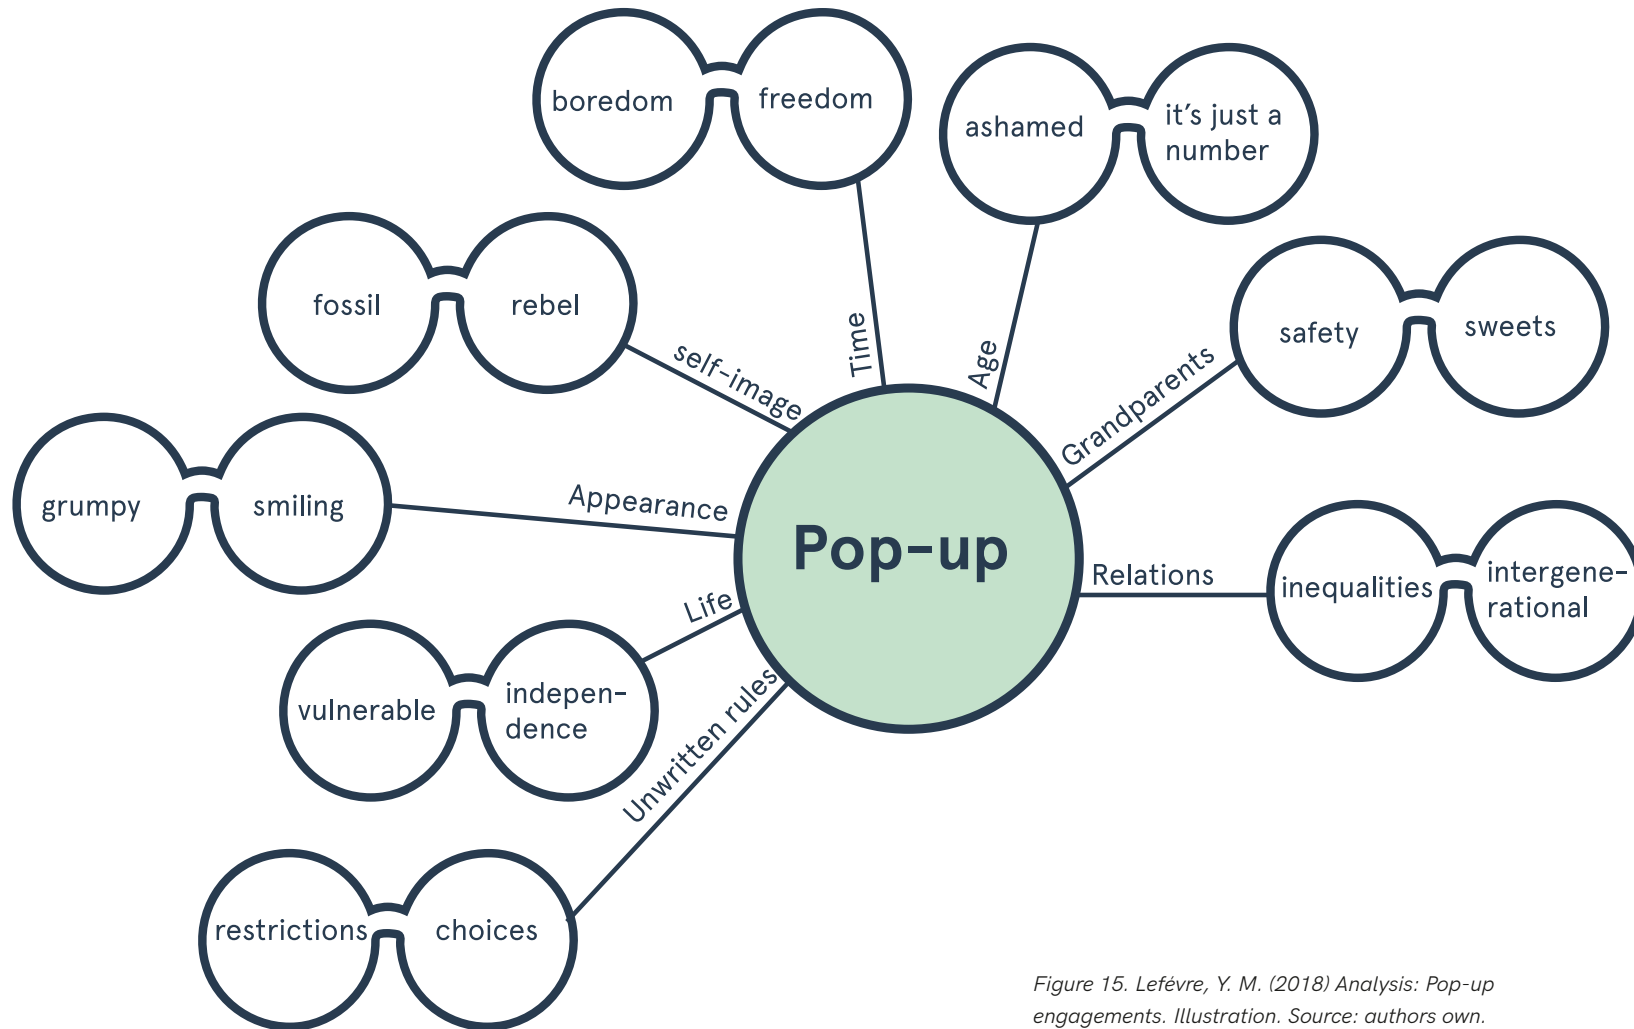 boredom
freedom
ashamed
it's just a
number
fossil
rebel
safety
sweets
self-image
Time
Age
Grandparents
grumpy
smiling
Appearance
Pop-up
Relations
inequalities
intergene-
rational
Life
vulnerable
indepen-
dence
Unwritten rules
restrictions
choices
Figure 15. Lefévre, Y. M. (2018) Analysis: Pop-up
engagements. Illustration. Source: authors own.